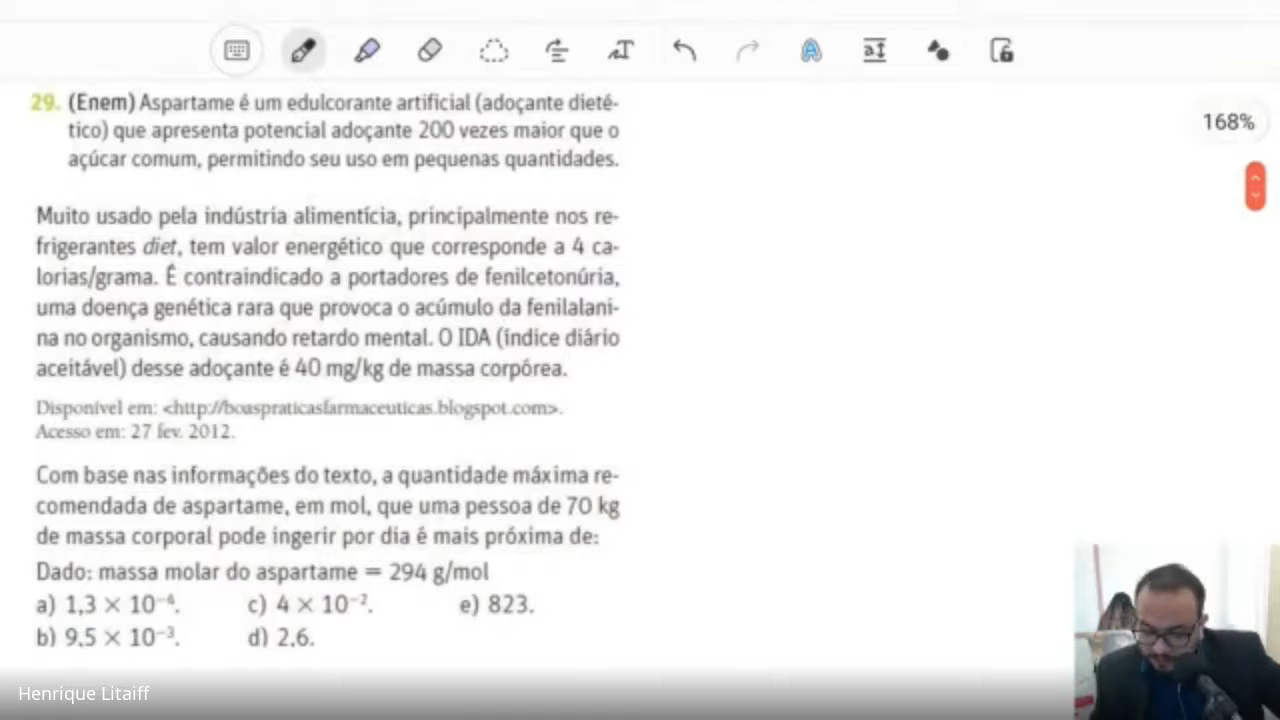 168%
29. (Enem) Aspartame é um edulcorante artificial (adoçante dieté-
tico) que apresenta potencial adoçante 200 vezes maior que o
açúcar comum, permitindo seu uso em pequenas quantidades.
Muito usado pela indústria alimentícia, principalmente nos re-
frigerantes diet, tem valor energético que corresponde a 4 ca-
lorias/grama. É contraindicado a portadores de fenilcetonúria,
uma doença genética rara que provoca o acúmulo da fenilalani-
na no organismo, causando retardo mental. O IDA (índice diário
aceitável) desse adoçante é 40 mg/kg de massa corpórea.
Disponível em: <http://boaspraticasfarmaceuticas.blogspot.com>.
Acesso em: 27 fev. 2012.
Com base nas informações do texto, a quantidade máxima re-
comendada de aspartame, em mol, que uma pessoa de 70 kg
de massa corporal pode ingerir por dia é mais próxima de:
Dado: massa molar do aspartame = 294 g/mol
a) 1,3 × 10⁻⁴. c) 4 × 10⁻². e) 823.
b) 9,5 × 10⁻³. d) 2,6.
Henrique Litaiff